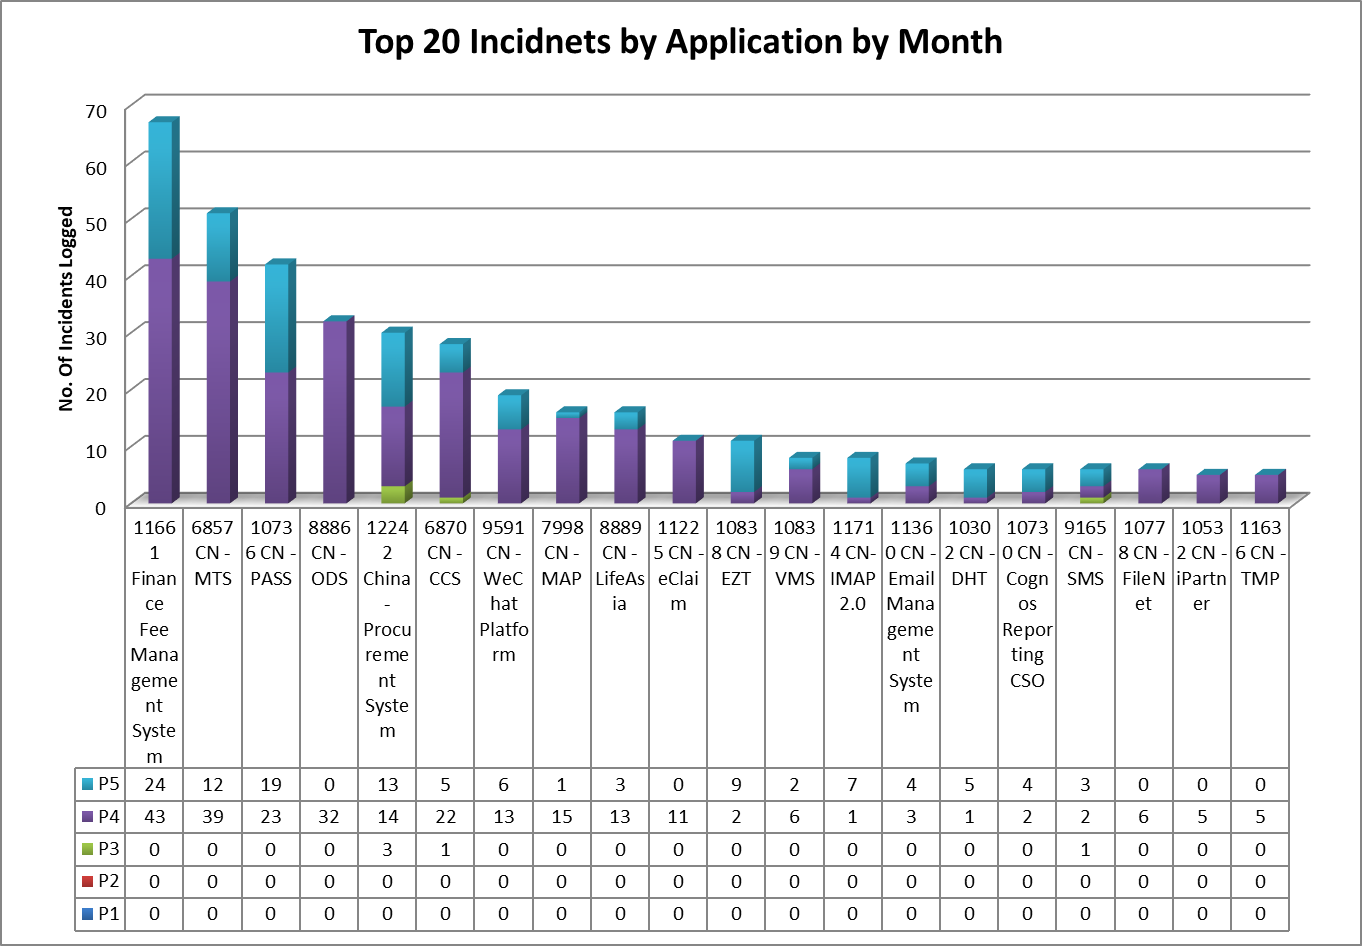 Top 20 Incidnets by Application by Month
No. Of Incidents Logged
70
60
50
40
30
20
10
0
1166
1
Finan
ce
Fee
Mana
geme
nt
Syste
m
6857
CN -
MTS
1073
6 CN -
PASS
8886
CN -
ODS
1224
2
China
-
Procu
reme
nt
Syste
m
6870
CN -
CCS
9591
CN -
WeC
hat
Platfo
rm
7998
CN -
MAP
8889
CN -
LifeAs
ia
1122
5 CN -
eClai
m
1083
8 CN -
EZT
1083
9 CN -
VMS
1171
4 CN-
IMAP
2.0
1136
0 CN -
Email
Mana
geme
nt
Syste
m
1030
2 CN -
DHT
1073
0 CN -
Cogn
os
Repor
ting
CSO
9165
CN -
SMS
1077
8 CN -
FileN
et
1053
2 CN -
iPartn
er
1163
6 CN -
TMP
P5 24 12 19 0 13 5 6 1 3 0 9 2 7 4 5 4 3 0 0 0
P4 43 39 23 32 14 22 13 15 13 11 2 6 1 3 1 2 2 6 5 5
P3 0 0 0 0 3 1 0 0 0 0 0 0 0 0 0 0 1 0 0 0
P2 0 0 0 0 0 0 0 0 0 0 0 0 0 0 0 0 0 0 0 0
P1 0 0 0 0 0 0 0 0 0 0 0 0 0 0 0 0 0 0 0 0